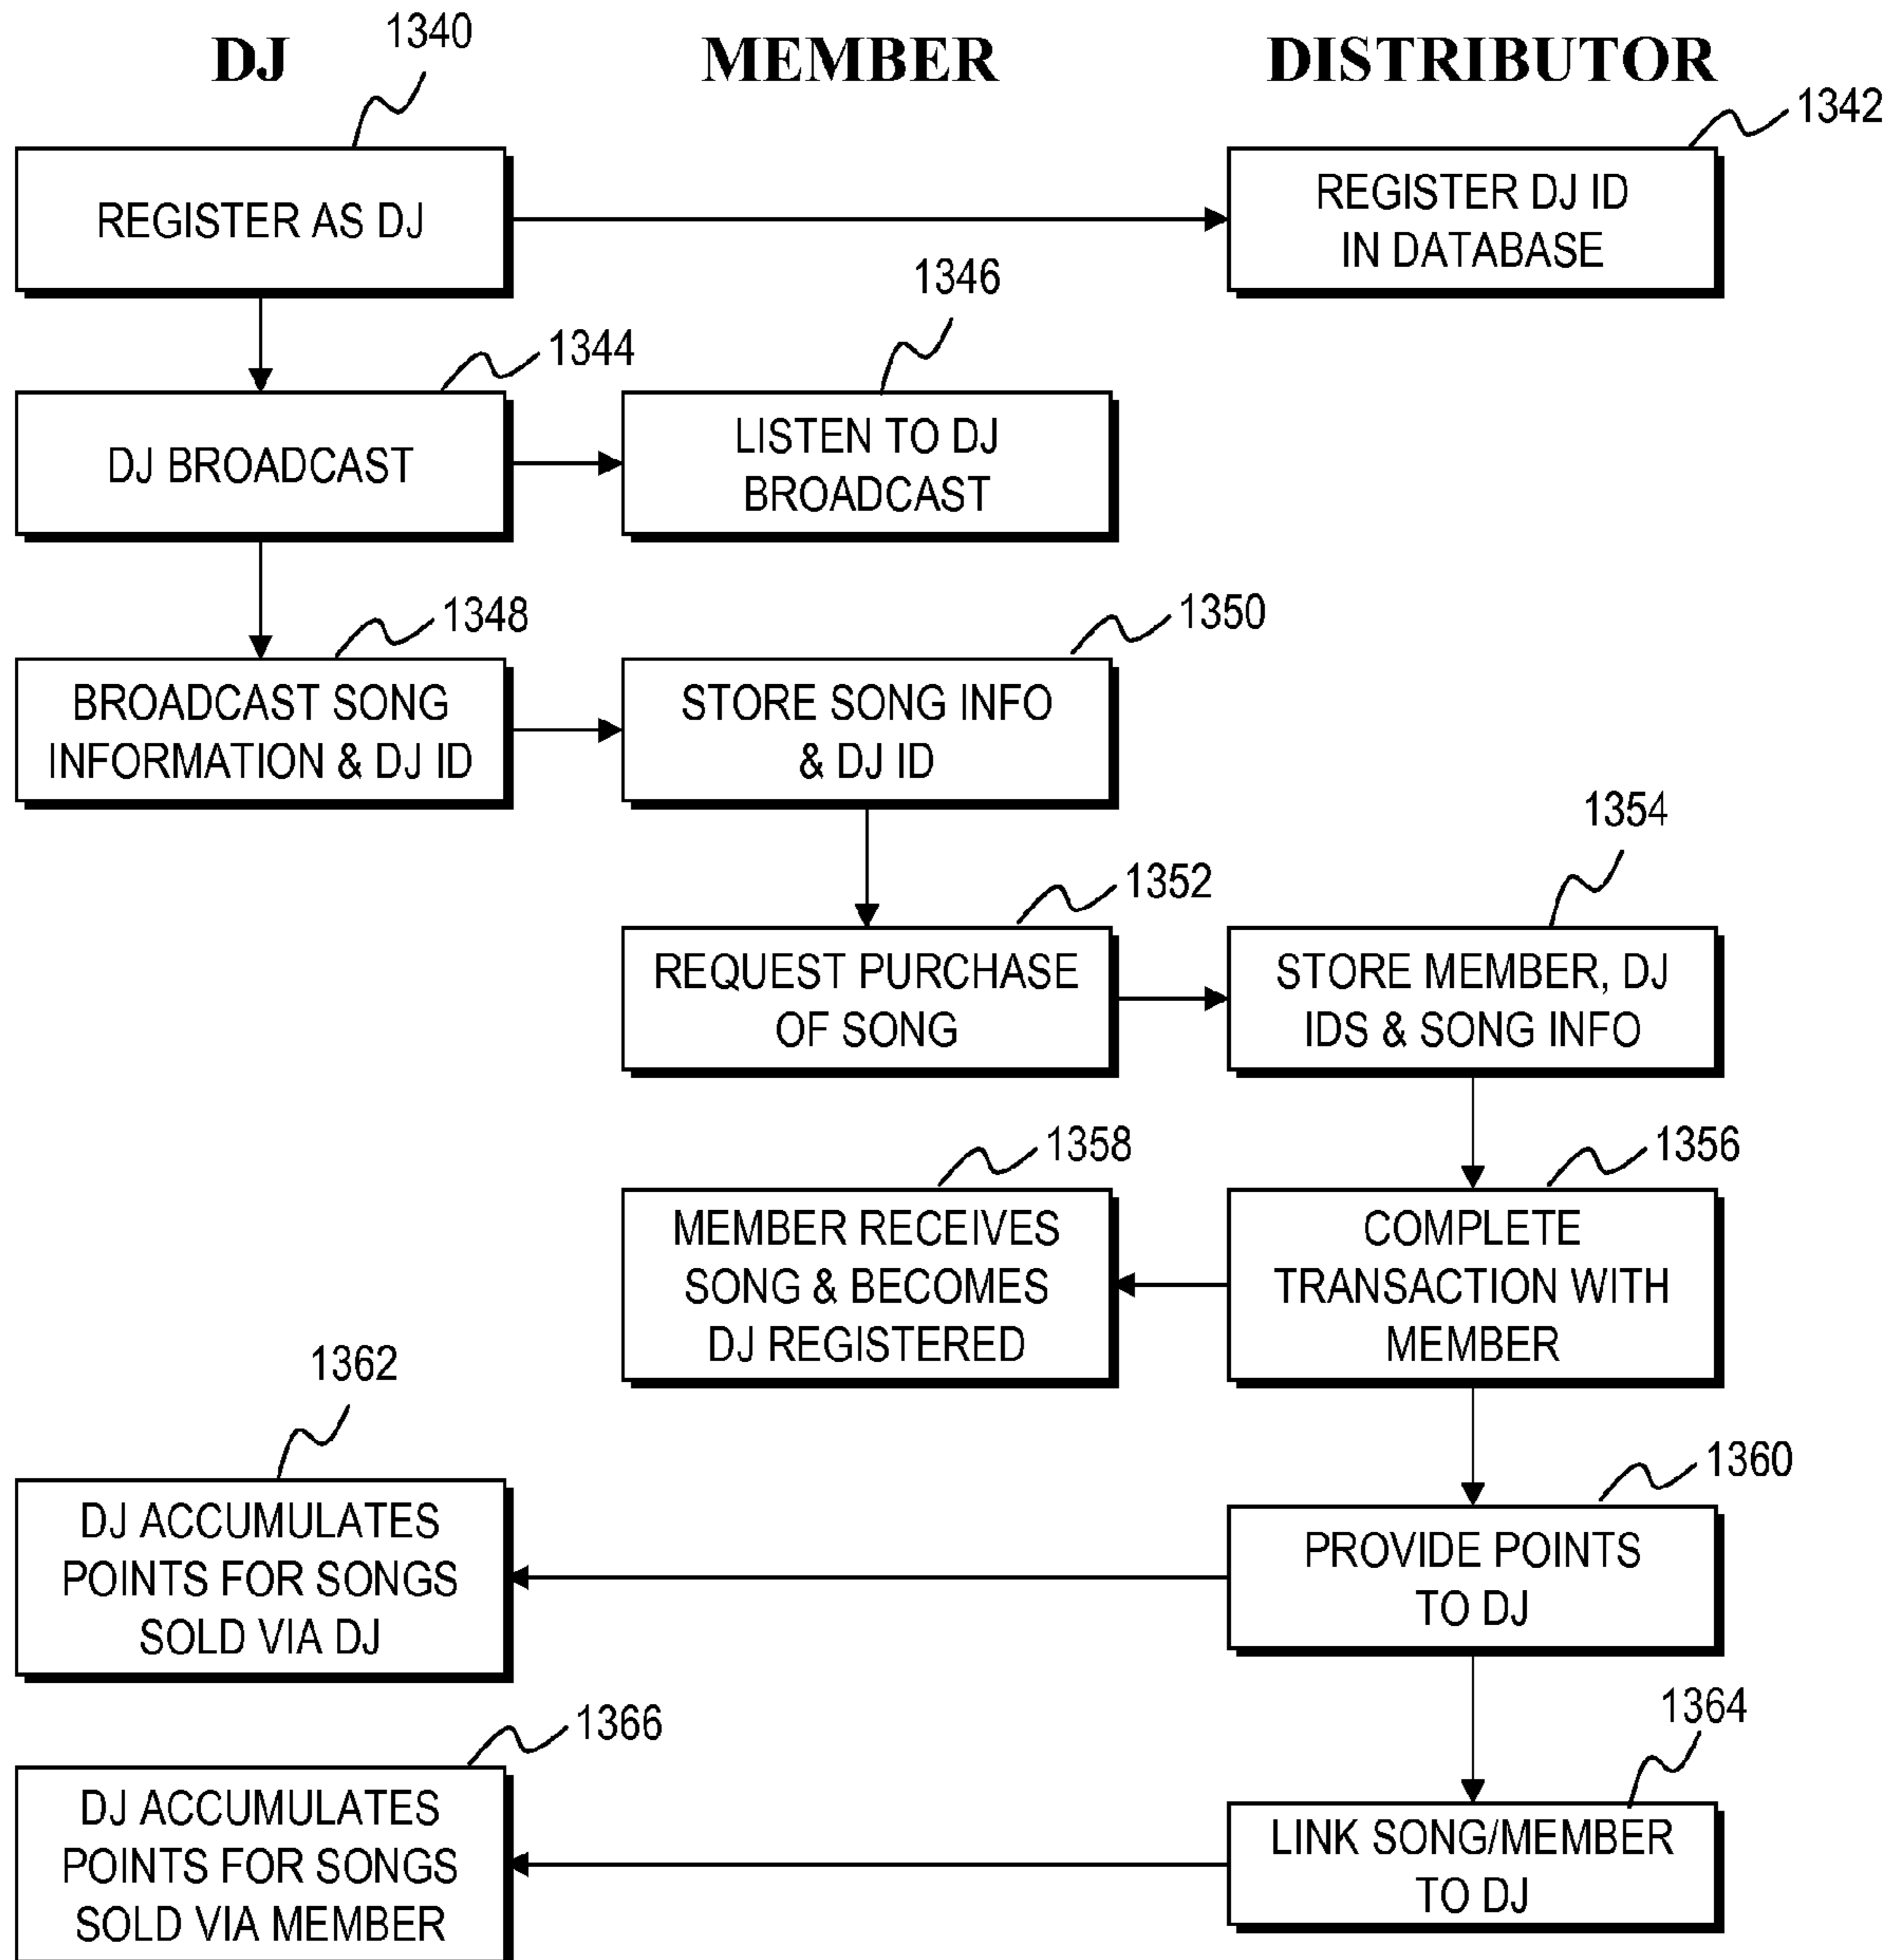 DJ MEMBER DISTRIBUTOR
1340
1342
REGISTER AS DJ
REGISTER DJ ID
IN DATABASE
1344
1346
DJ BROADCAST
LISTEN TO DJ
BROADCAST
1348
1350
BROADCAST SONG
INFORMATION & DJ ID
STORE SONG INFO
& DJ ID
1352
1354
REQUEST PURCHASE
OF SONG
STORE MEMBER, DJ
IDS & SONG INFO
1358
1356
MEMBER RECEIVES
SONG & BECOMES
DJ REGISTERED
COMPLETE
TRANSACTION WITH
MEMBER
1362
1360
DJ ACCUMULATES
POINTS FOR SONGS
SOLD VIA DJ
PROVIDE POINTS
TO DJ
1366
1364
DJ ACCUMULATES
POINTS FOR SONGS
SOLD VIA MEMBER
LINK SONG/MEMBER
TO DJ